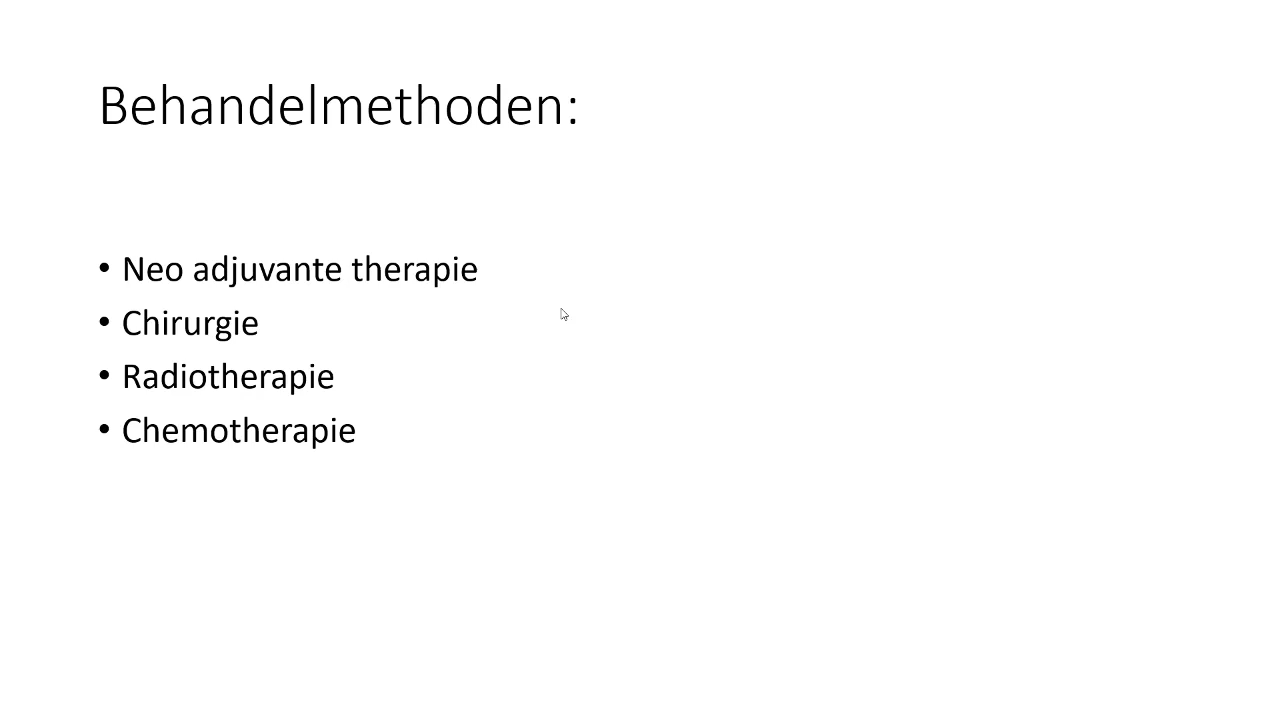 Behandelmethoden:
• Neo adjuvante therapie
• Chirurgie
• Radiotherapie
• Chemotherapie